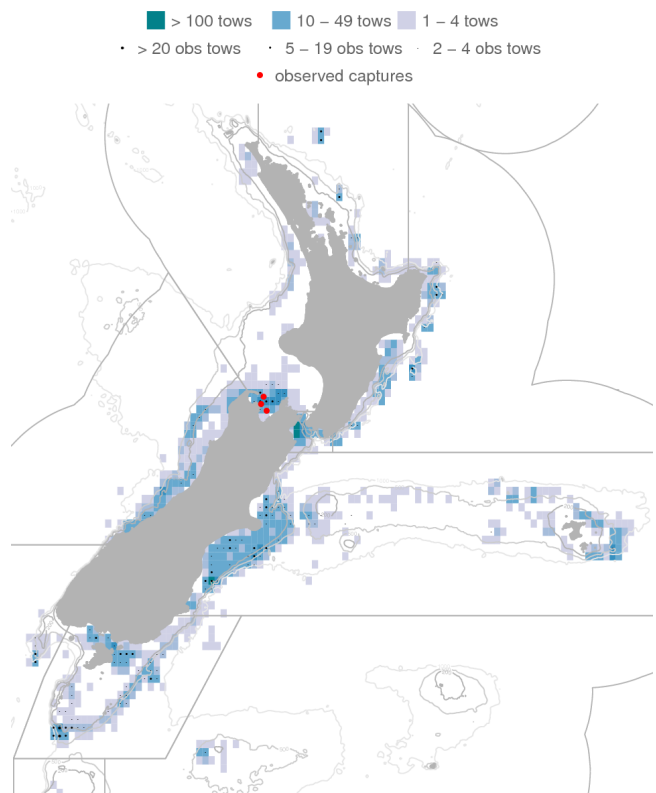 > 100 tows 10 − 49 tows 1 − 4 tows
> 20 obs tows 5 − 19 obs tows 2 − 4 obs tows
observed captures